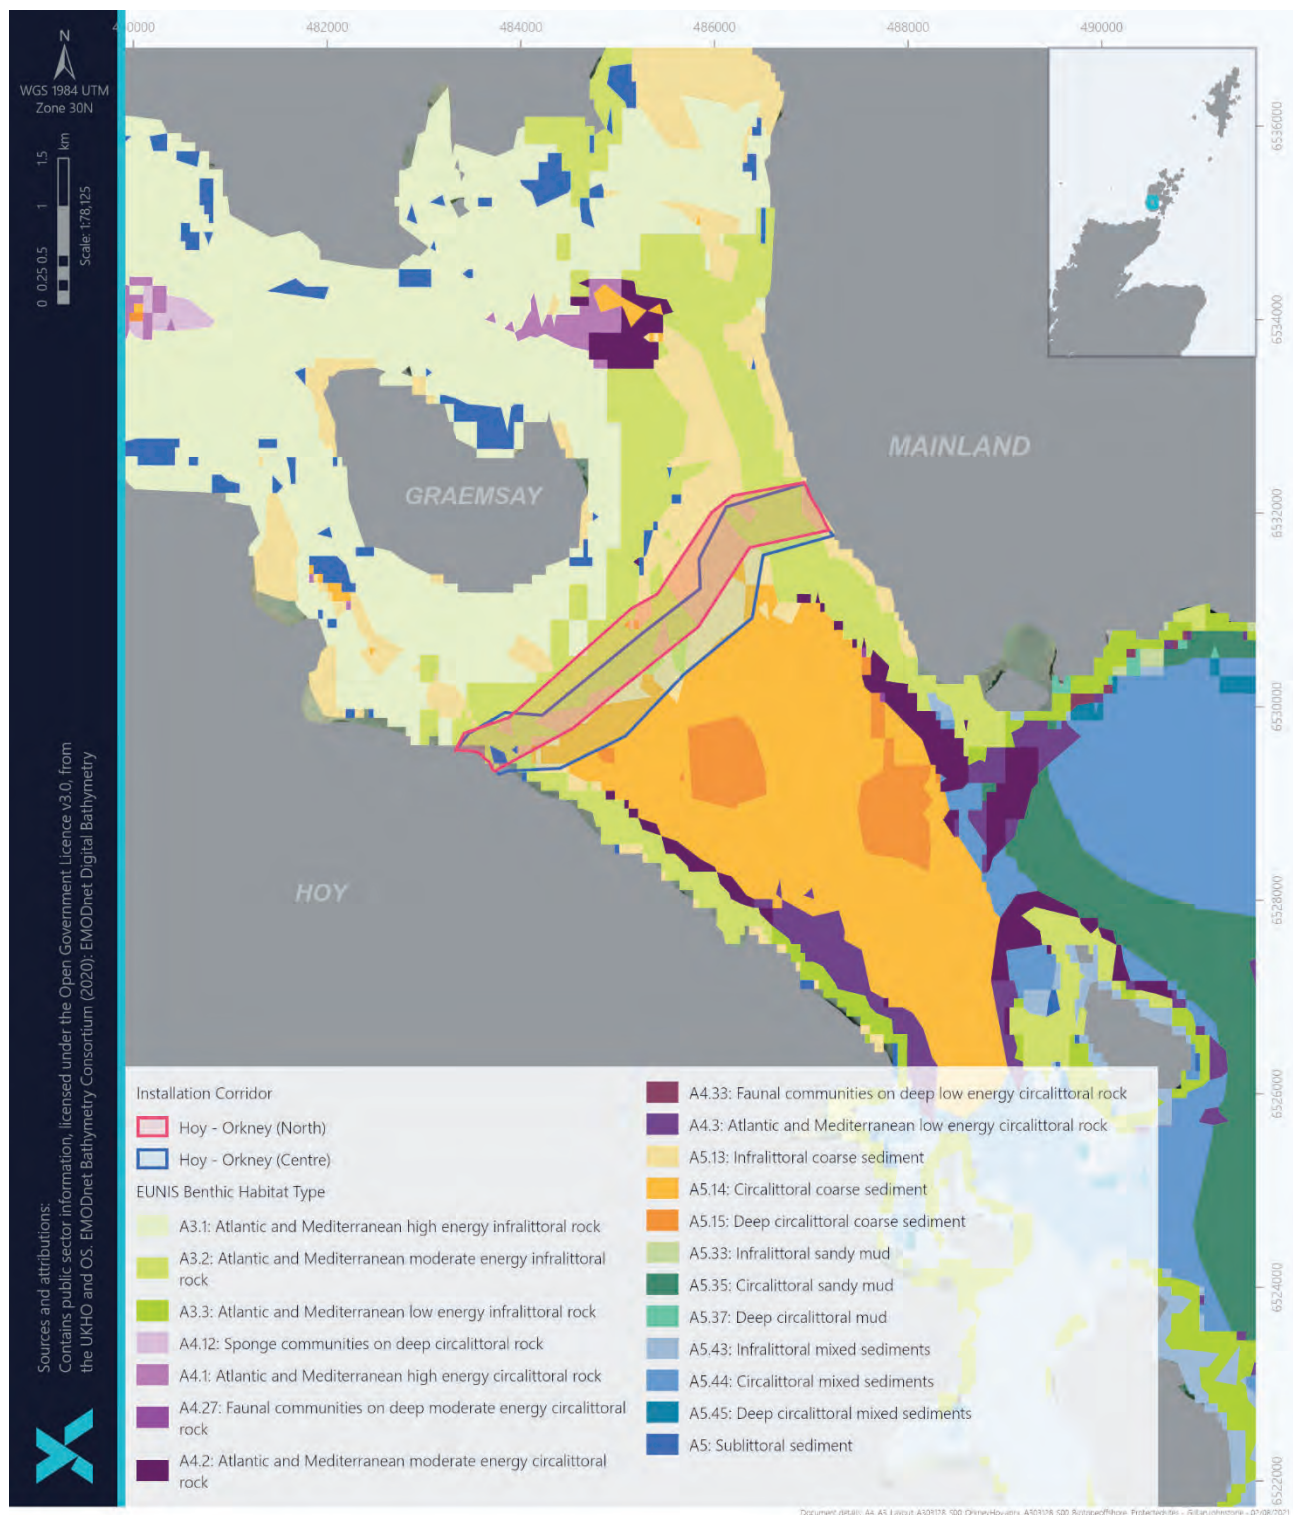 480000 482000 484000 486000 488000 490000
N
WGS 1984 UTM
Zone 30N
0 0.25 0.5 1 1.5
km
Scale: 1:78,125
6536000
6534000
6532000
6530000
6528000
6526000
6524000
6522000
MAINLAND
GRAEMSAY
HOY
Installation Corridor
Hoy - Orkney (North)
Hoy - Orkney (Centre)
EUNIS Benthic Habitat Type
A3.1: Atlantic and Mediterranean high energy infralittoral rock
A3.2: Atlantic and Mediterranean moderate energy infralittoral
rock
A3.3: Atlantic and Mediterranean low energy infralittoral rock
A4.12: Sponge communities on deep circalittoral rock
A4.1: Atlantic and Mediterranean high energy circalittoral rock
A4.27: Faunal communities on deep moderate energy circalittoral
rock
A4.2: Atlantic and Mediterranean moderate energy circalittoral
rock
A4.33: Faunal communities on deep low energy circalittoral rock
A4.3: Atlantic and Mediterranean low energy circalittoral rock
A5.13: Infralittoral coarse sediment
A5.14: Circalittoral coarse sediment
A5.15: Deep circalittoral coarse sediment
A5.33: Infralittoral sandy mud
A5.35: Circalittoral sandy mud
A5.37: Deep circalittoral mud
A5.43: Infralittoral mixed sediments
A5.44: Circalittoral mixed sediments
A5.45: Deep circalittoral mixed sediments
A5: Sublittoral sediment
Sources and attributions:
Contains public sector information, licensed under the Open Government Licence v3.0, from
the UKHO and OS. EMODnet Bathymetry Consortium (2020): EMODnet Digital Bathymetry